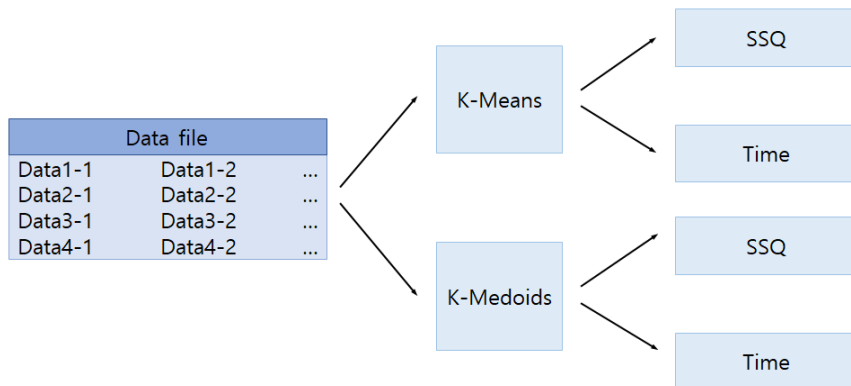 Data file
Data1-1 Data1-2 ...
Data2-1 Data2-2 ...
Data3-1 Data3-2 ...
Data4-1 Data4-2 ...
K-Means
SSQ
Time
K-Medoids
SSQ
Time